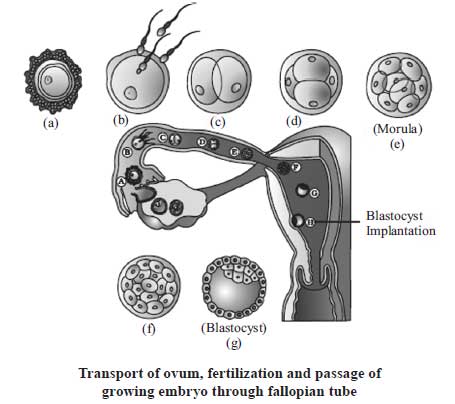 (a)
(b)
(c)
(d)
(Morula)
(e)
A
B
C
D
E
F
G
H
Blastocyst
Implantation
(f)
(Blastocyst)
(g)
Transport of ovum, fertilization and passage of
growing embryo through fallopian tube